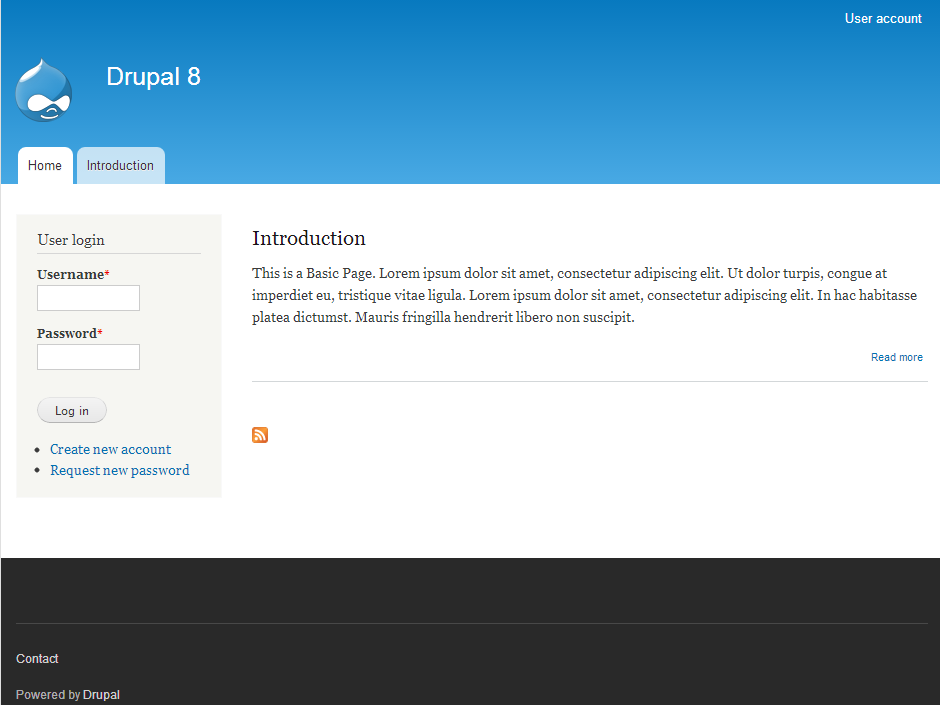 User account
Drupal 8
Home
Introduction
User login
Username*
Password*
Log in
Create new account
Request new password
Introduction
This is a Basic Page. Lorem ipsum dolor sit amet, consectetur adipiscing elit. Ut dolor turpis, congue at
imperdiet eu, tristique vitae ligula. Lorem ipsum dolor sit amet, consectetur adipiscing elit. In hac habitasse
platea dictumst. Mauris fringilla hendrerit libero non suscipit.
Read more
Contact
Powered by Drupal